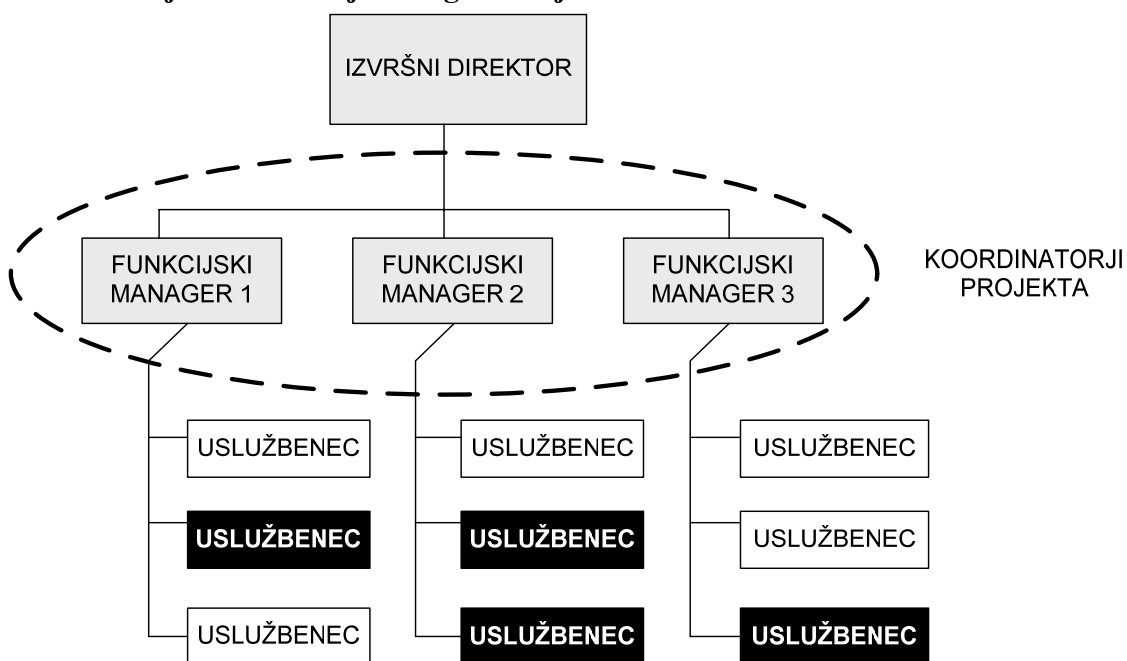 IZVRŠNI DIREKTOR
FUNKCIJSKI
MANAGER 1
FUNKCIJSKI
MANAGER 2
FUNKCIJSKI
MANAGER 3
KOORDINATORJI
PROJEKTA
USLUŽBENEC
USLUŽBENEC
USLUŽBENEC
USLUŽBENEC
USLUŽBENEC
USLUŽBENEC
USLUŽBENEC
USLUŽBENEC
USLUŽBENEC